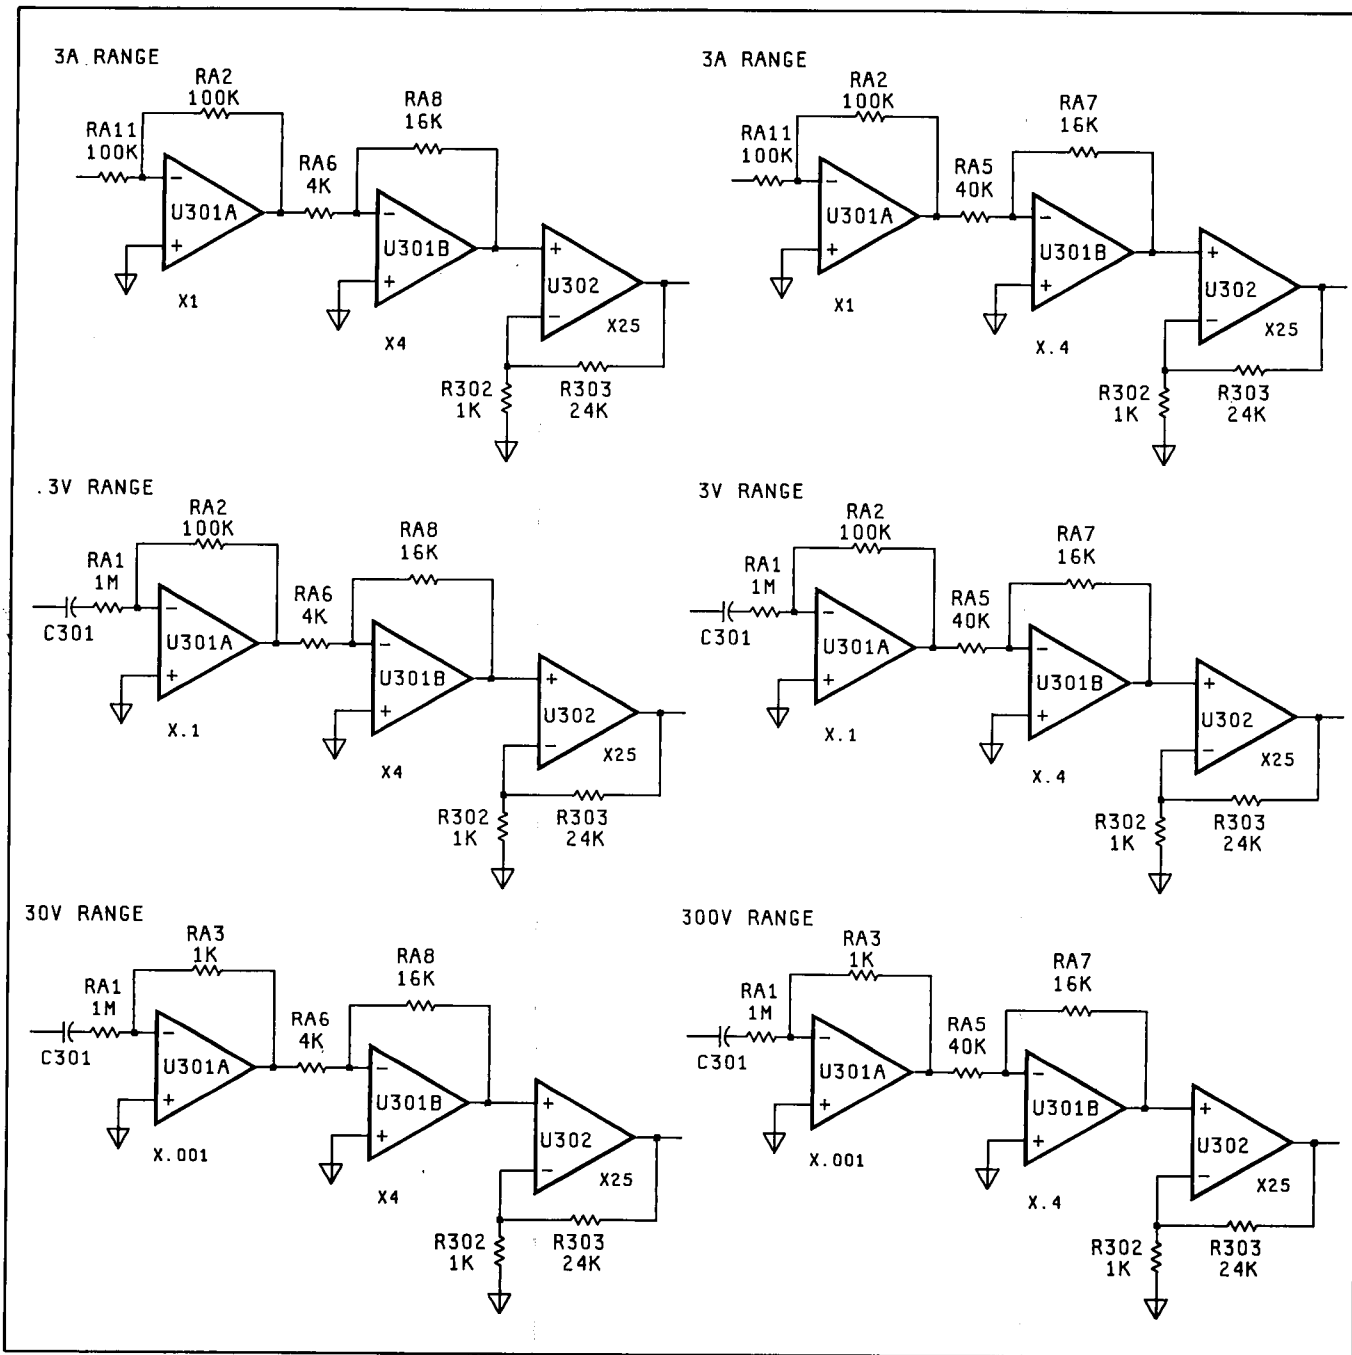 3A RANGE
RA2
100K
RA11
100K
RA8
16K
RA6
4K
−
U301A
+
X1
−
U301B
+
X4
+
U302
−
X25
R302
1K
R303
24K
3A RANGE
RA2
100K
RA11
100K
RA7
16K
RA5
40K
−
U301A
+
X1
−
U301B
+
X.4
+
U302
−
X25
R302
1K
R303
24K
.3V RANGE
RA2
100K
RA1
1M
C301
RA8
16K
RA6
4K
−
U301A
+
X.1
−
U301B
+
X4
+
U302
−
X25
R302
1K
R303
24K
3V RANGE
RA2
100K
RA1
1M
C301
RA7
16K
RA5
40K
−
U301A
+
X.1
−
U301B
+
X.4
+
U302
−
X25
R302
1K
R303
24K
30V RANGE
RA3
1K
RA1
1M
C301
RA8
16K
RA6
4K
−
U301A
+
X.001
−
U301B
+
X4
+
U302
−
X25
R302
1K
R303
24K
300V RANGE
RA3
1K
RA1
1M
C301
RA7
16K
RA5
40K
−
U301A
+
X.001
−
U301B
+
X.4
+
U302
−
X25
R302
1K
R303
24K